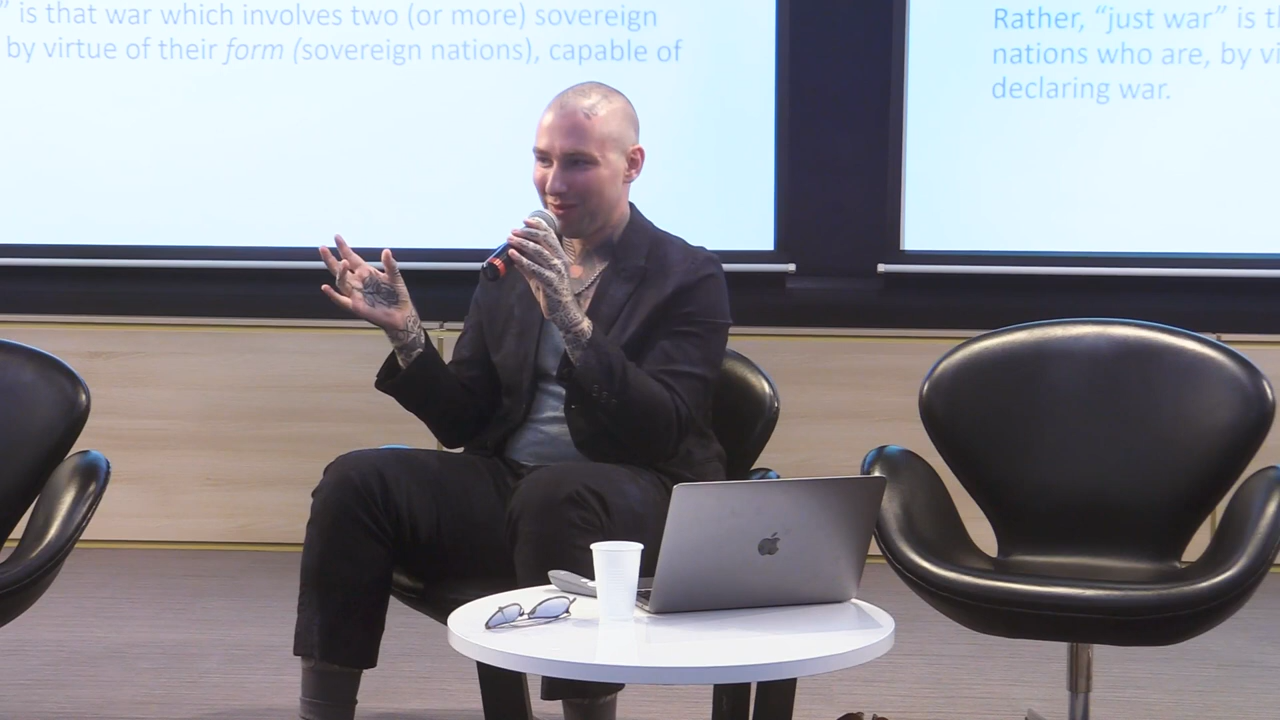 ” is that war which involves two (or more) sovereign
by virtue of their form (sovereign nations), capable of
Rather, “just war” is
nations who are, by
declaring war.